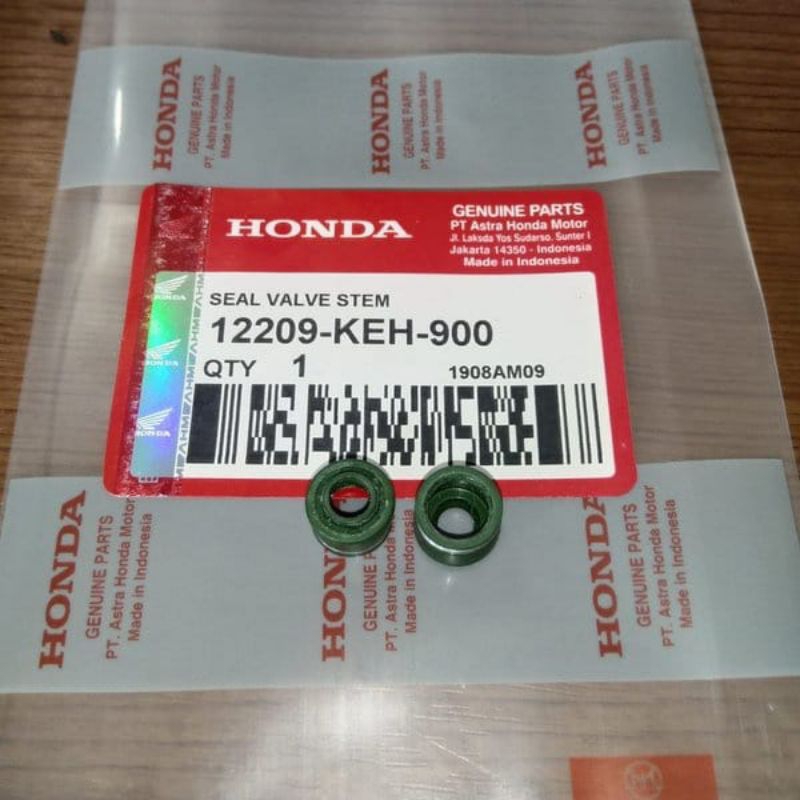 HONDA
GENUINE PARTS
PT. Astra Honda Motor
Made in Indonesia
HONDA
GENUINE PARTS
PT. Astra Honda Motor
Made in Indonesia
HONDA
GENUINE PARTS
PT. Astra Honda Motor
Made in Indonesia
HONDA
GENUINE PARTS
PT Astra Honda Motor
Jl. Laksda Yos Sudarso. Sunter I
Jakarta 14350 - Indonesia
Made in Indonesia
HONDA
HONDA
HONDA
SEAL VALVE STEM
12209-KEH-900
QTY 1
1908AM09
HONDA
GENUINE PARTS
PT. Astra Honda Motor
Made in Indonesia
HONDA
GENUINE PARTS
PT. Astra Honda Motor
Made in Indonesia
HONDA
GENUINE PARTS
PT. Astra Honda Motor
Made in Indonesia